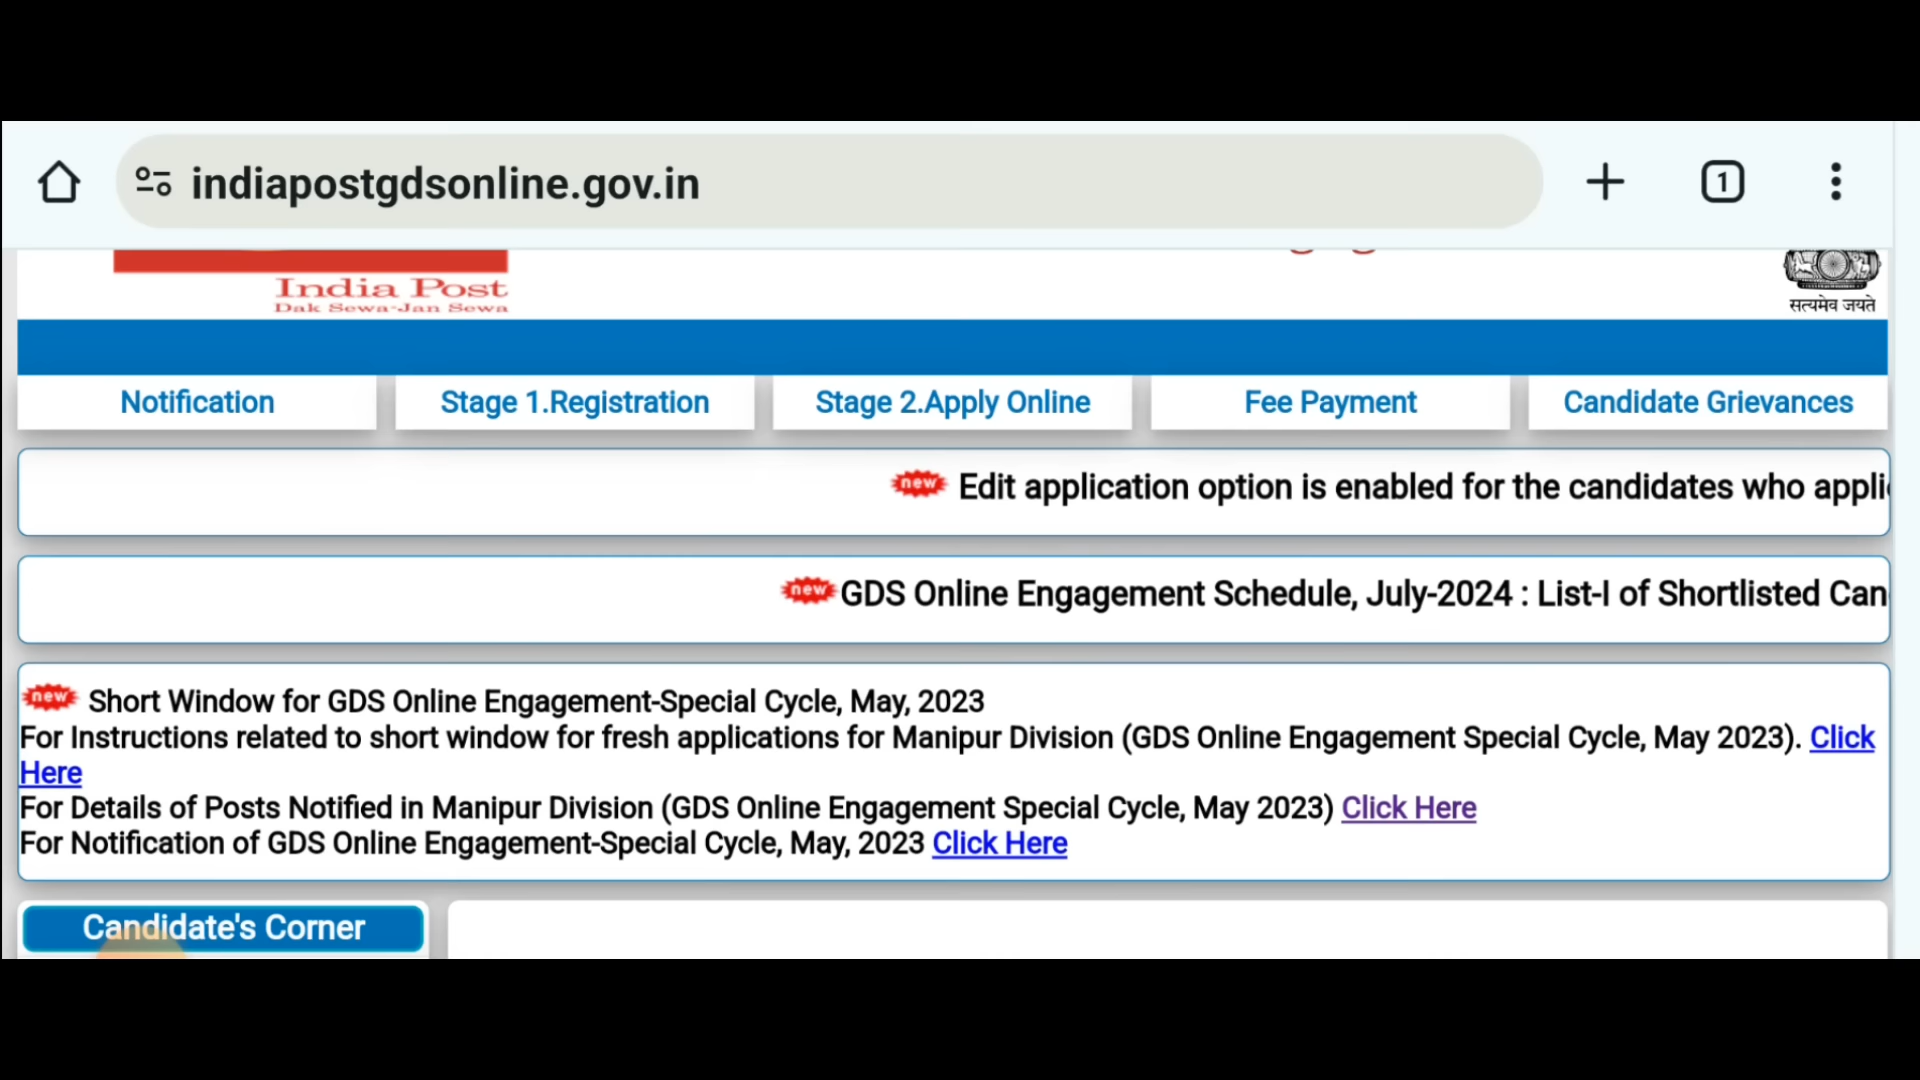 indiapostgdsonline.gov.in
1
India Post
Dak Sewa-Jan Sewa
सत्यमेव जयते
Notification
Stage 1.Registration
Stage 2.Apply Online
Fee Payment
Candidate Grievances
new Edit application option is enabled for the candidates who appli
new GDS Online Engagement Schedule, July-2024 : List-I of Shortlisted Can
new Short Window for GDS Online Engagement-Special Cycle, May, 2023
For Instructions related to short window for fresh applications for Manipur Division (GDS Online Engagement Special Cycle, May 2023). Click
Here
For Details of Posts Notified in Manipur Division (GDS Online Engagement Special Cycle, May 2023) Click Here
For Notification of GDS Online Engagement-Special Cycle, May, 2023 Click Here
Candidate's Corner